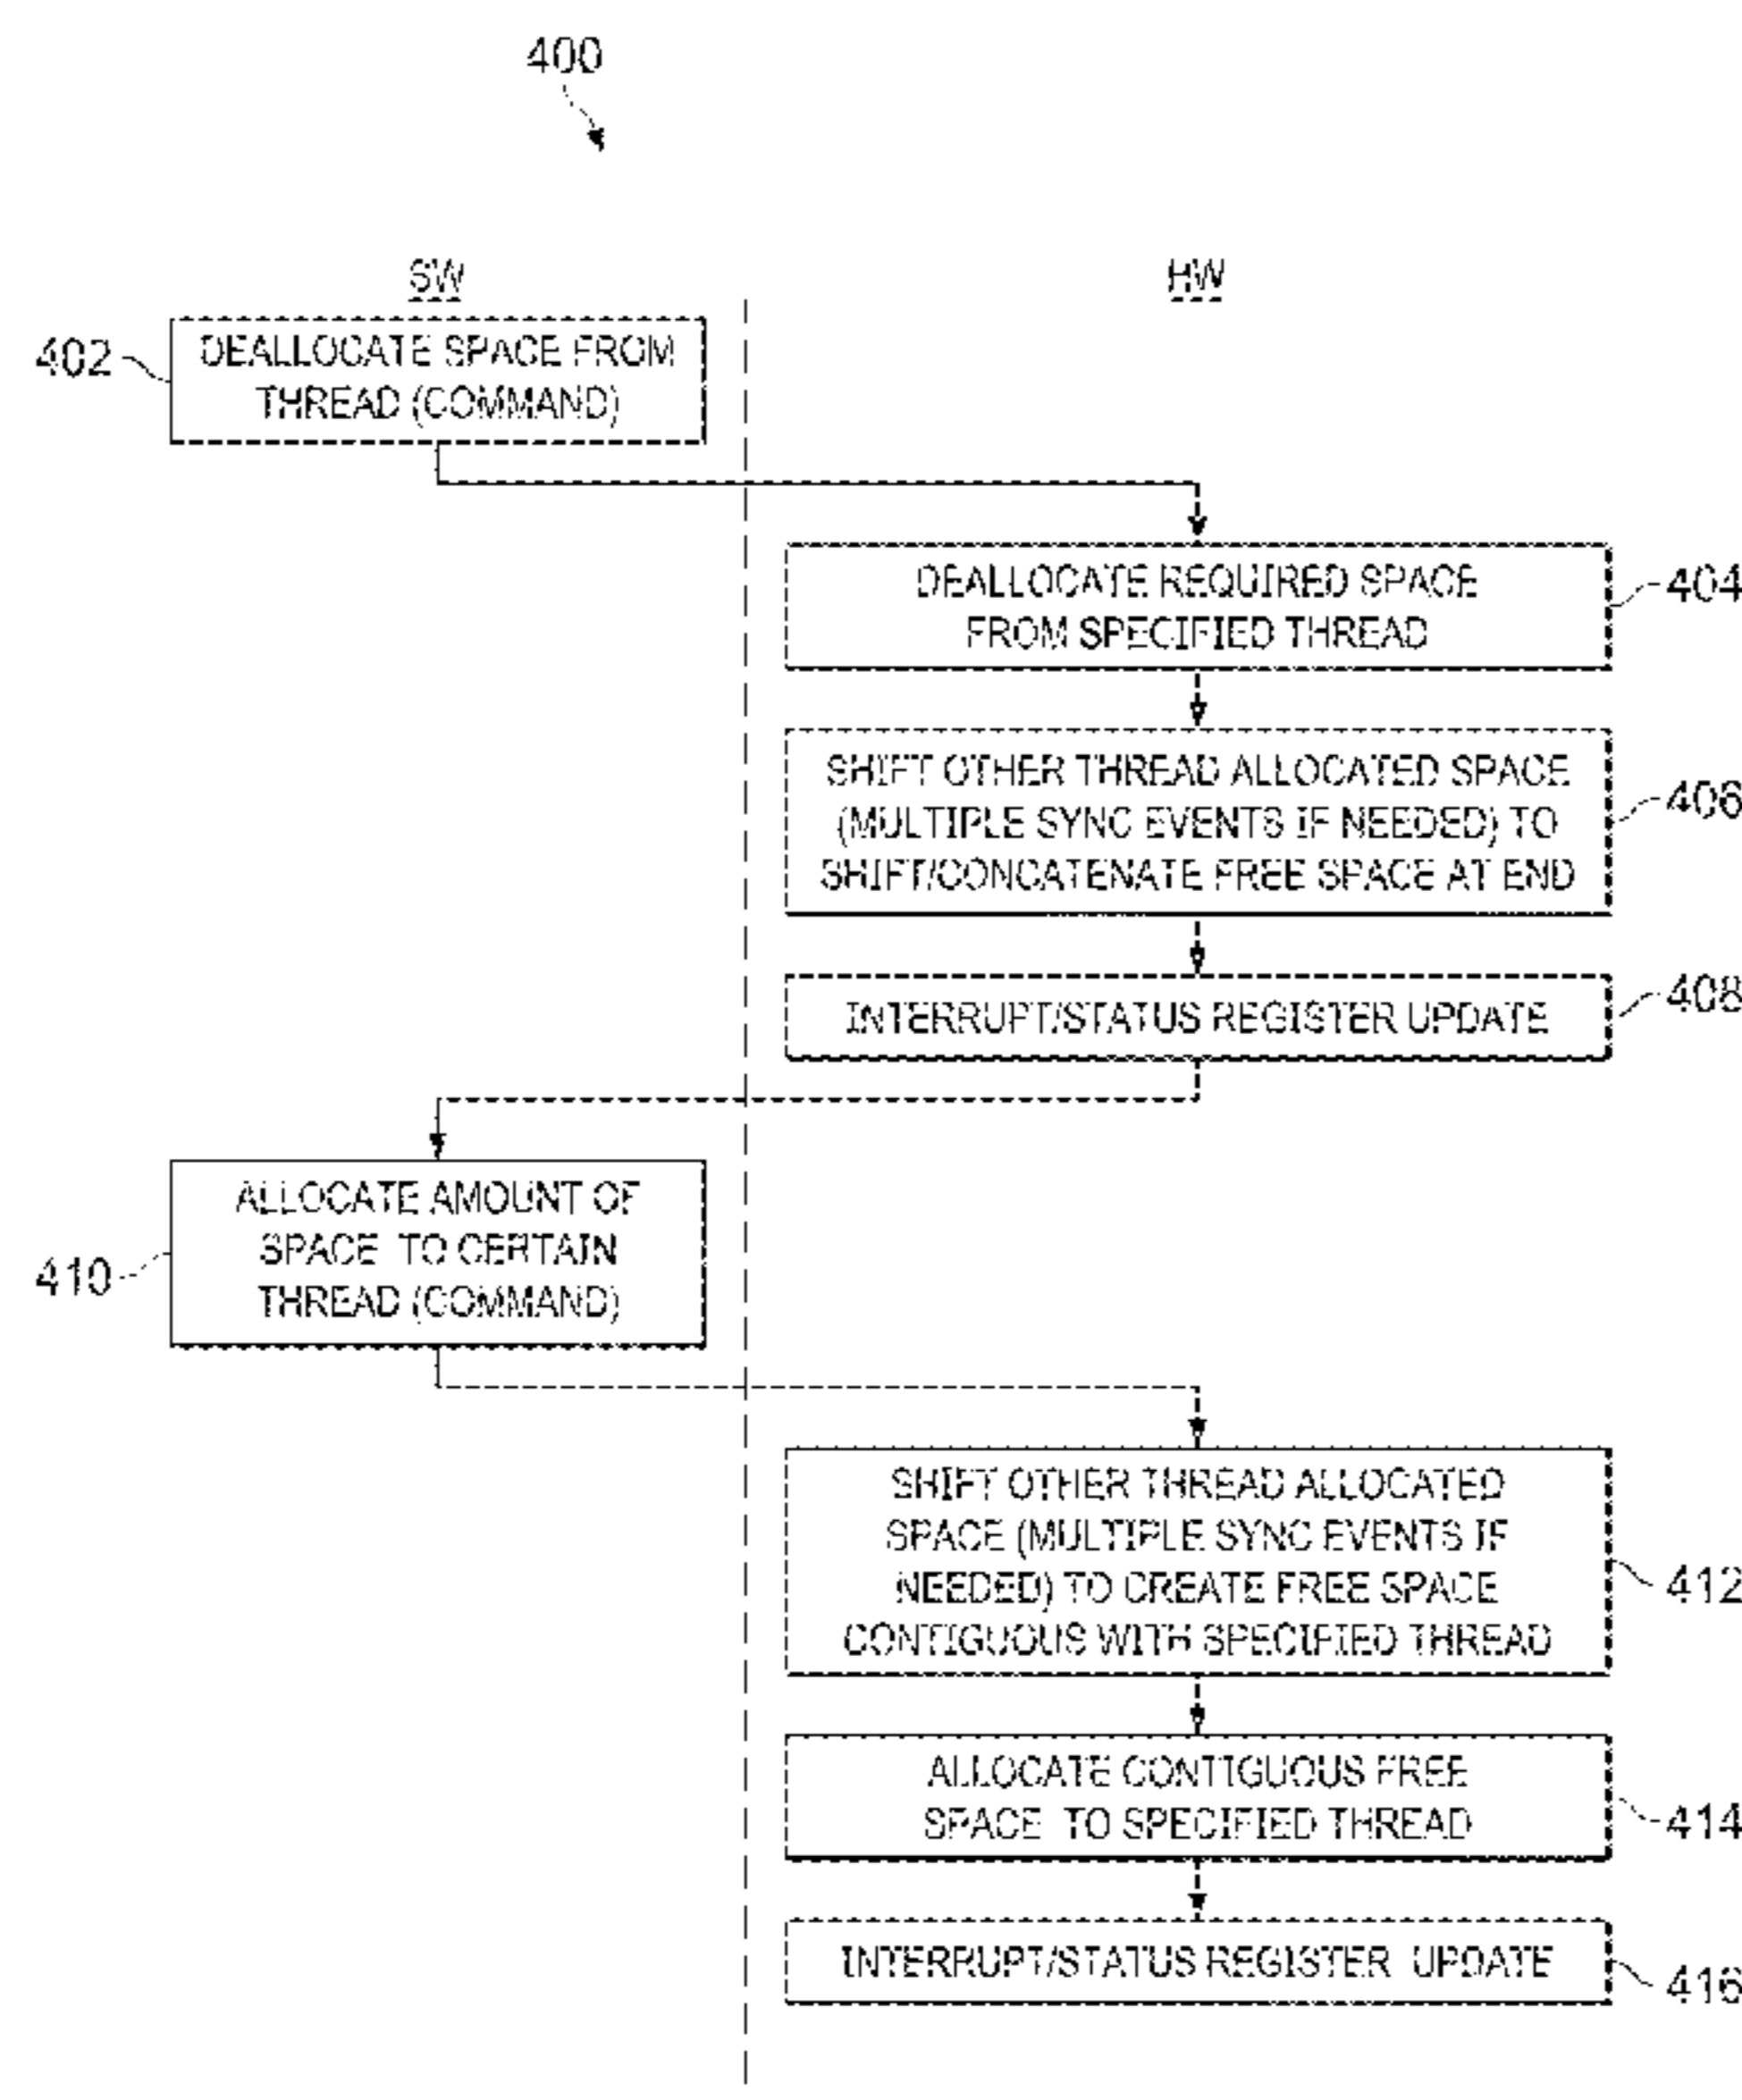 400
SW
HW
402
DEALLOCATE SPACE FROM
THREAD (COMMAND)
DEALLOCATE REQUIRED SPACE
FROM SPECIFIED THREAD
404
SHIFT OTHER THREAD ALLOCATED SPACE
(MULTIPLE SYNC EVENTS IF NEEDED) TO
SHIFT/CONCATENATE FREE SPACE AT END
406
INTERRUPT/STATUS REGISTER UPDATE
408
ALLOCATE AMOUNT OF
SPACE TO CERTAIN
THREAD (COMMAND)
410
SHIFT OTHER THREAD ALLOCATED
SPACE (MULTIPLE SYNC EVENTS IF
NEEDED) TO CREATE FREE SPACE
CONTIGUOUS WITH SPECIFIED THREAD
412
ALLOCATE CONTIGUOUS FREE
SPACE TO SPECIFIED THREAD
414
INTERRUPT/STATUS REGISTER UPDATE
416